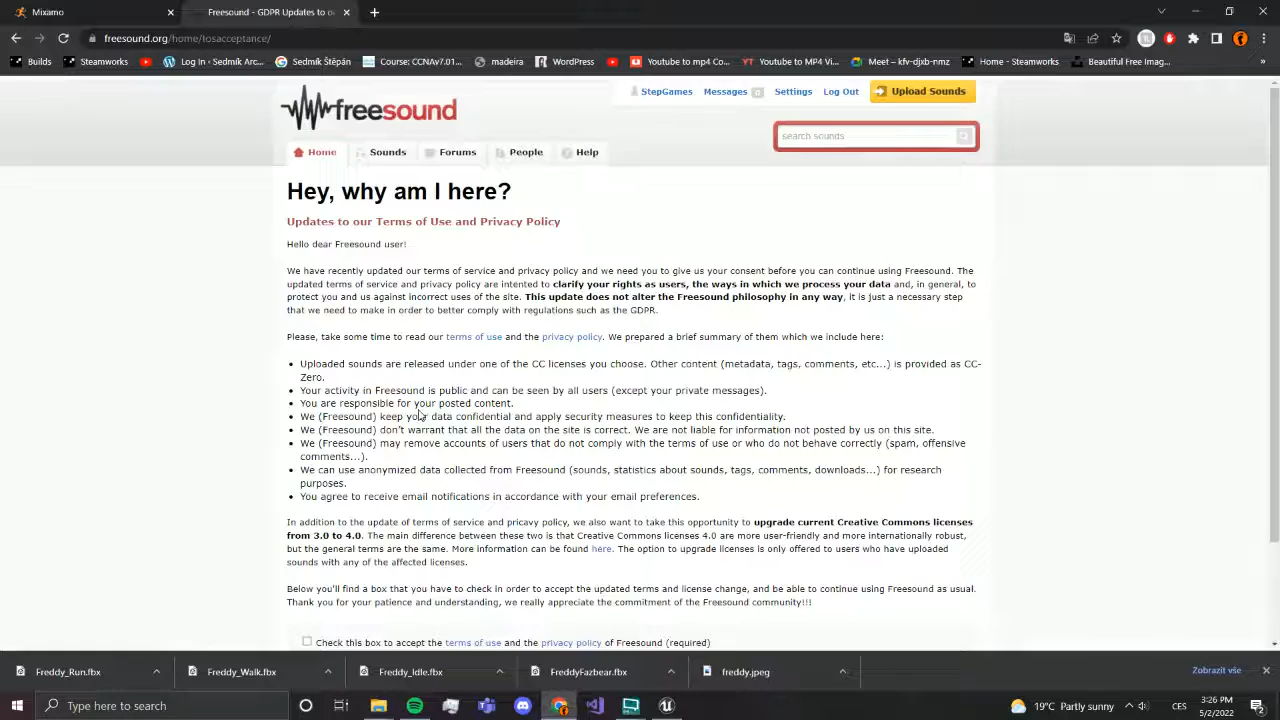 Mixamo
Freesound - GDPR Updates to o
freesound.org/home/tosacceptance/
Builds
Steamworks
Log In ‹ Sedmík Arc...
Sedmík Štěpán
Course: CCNAv7.01...
madeira
WordPress
Youtube to mp4 Co...
YT
Youtube to MP4 Vi...
Meet – kfv-djxb-nmz
Home - Steamworks
Beautiful Free Imag...
»
StepGames
Messages
0
Settings
Log Out
Upload Sounds
freesound
search sounds
Home
Sounds
Forums
People
Help
Hey, why am I here?
Updates to our Terms of Use and Privacy Policy
Hello dear Freesound user!
We have recently updated our terms of service and privacy policy and we need you to give us your consent before you can continue using Freesound. The
updated terms of service and privacy policy are intented to clarify your rights as users, the ways in which we process your data and, in general, to
protect you and us against incorrect uses of the site. This update does not alter the Freesound philosophy in any way, it is just a necessary step
that we need to make in order to better comply with regulations such as the GDPR.
Please, take some time to read our terms of use and the privacy policy. We prepared a brief summary of them which we include here:
• Uploaded sounds are released under one of the CC licenses you choose. Other content (metadata, tags, comments, etc...) is provided as CC-
Zero.
• Your activity in Freesound is public and can be seen by all users (except your private messages).
• You are responsible for your posted content.
• We (Freesound) keep your data confidential and apply security measures to keep this confidentiality.
• We (Freesound) don't warrant that all the data on the site is correct. We are not liable for information not posted by us on this site.
• We (Freesound) may remove accounts of users that do not comply with the terms of use or who do not behave correctly (spam, offensive
comments...).
• We can use anonymized data collected from Freesound (sounds, statistics about sounds, tags, comments, downloads...) for research
purposes.
• You agree to receive email notifications in accordance with your email preferences.
In addition to the update of terms of service and pricavy policy, we also want to take this opportunity to upgrade current Creative Commons licenses
from 3.0 to 4.0. The main difference between these two is that Creative Commons licenses 4.0 are more user-friendly and more internationally robust,
but the general terms are the same. More information can be found here. The option to upgrade licenses is only offered to users who have uploaded
sounds with any of the affected licenses.
Below you'll find a box that you have to check in order to accept the updated terms and license change, and be able to continue using Freesound as usual.
Thank you for your patience and understanding, we really appreciate the commitment of the Freesound community!!!
Check this box to accept the terms of use and the privacy policy of Freesound (required)
Freddy_Run.fbx
Freddy_Walk.fbx
Freddy_Idle.fbx
FreddyFazbear.fbx
freddy.jpeg
Zobrazit vše
Type here to search
19°C Partly sunny
CES
3:26 PM
5/2/2022
2